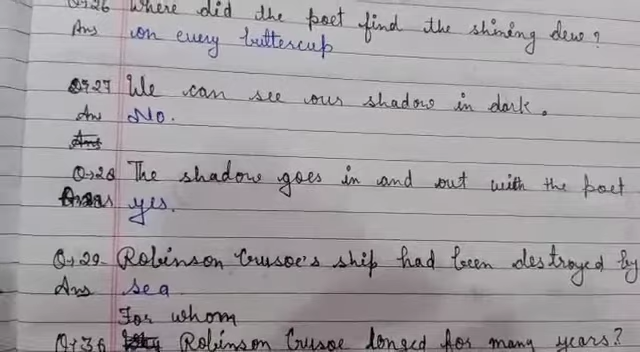 Q→26 Where did the poet find the shining dew?
Ans on every buttercup
Q→27 We can see our shadow in dark.
An No.
Ans
Q→28 The shadow goes in and out with the poet
Ans yes.
Q→29 Robinson Crusoe's ship had been destroyed by
Ans sea
For whom
Q→30 Robinson Crusoe longed for many years?